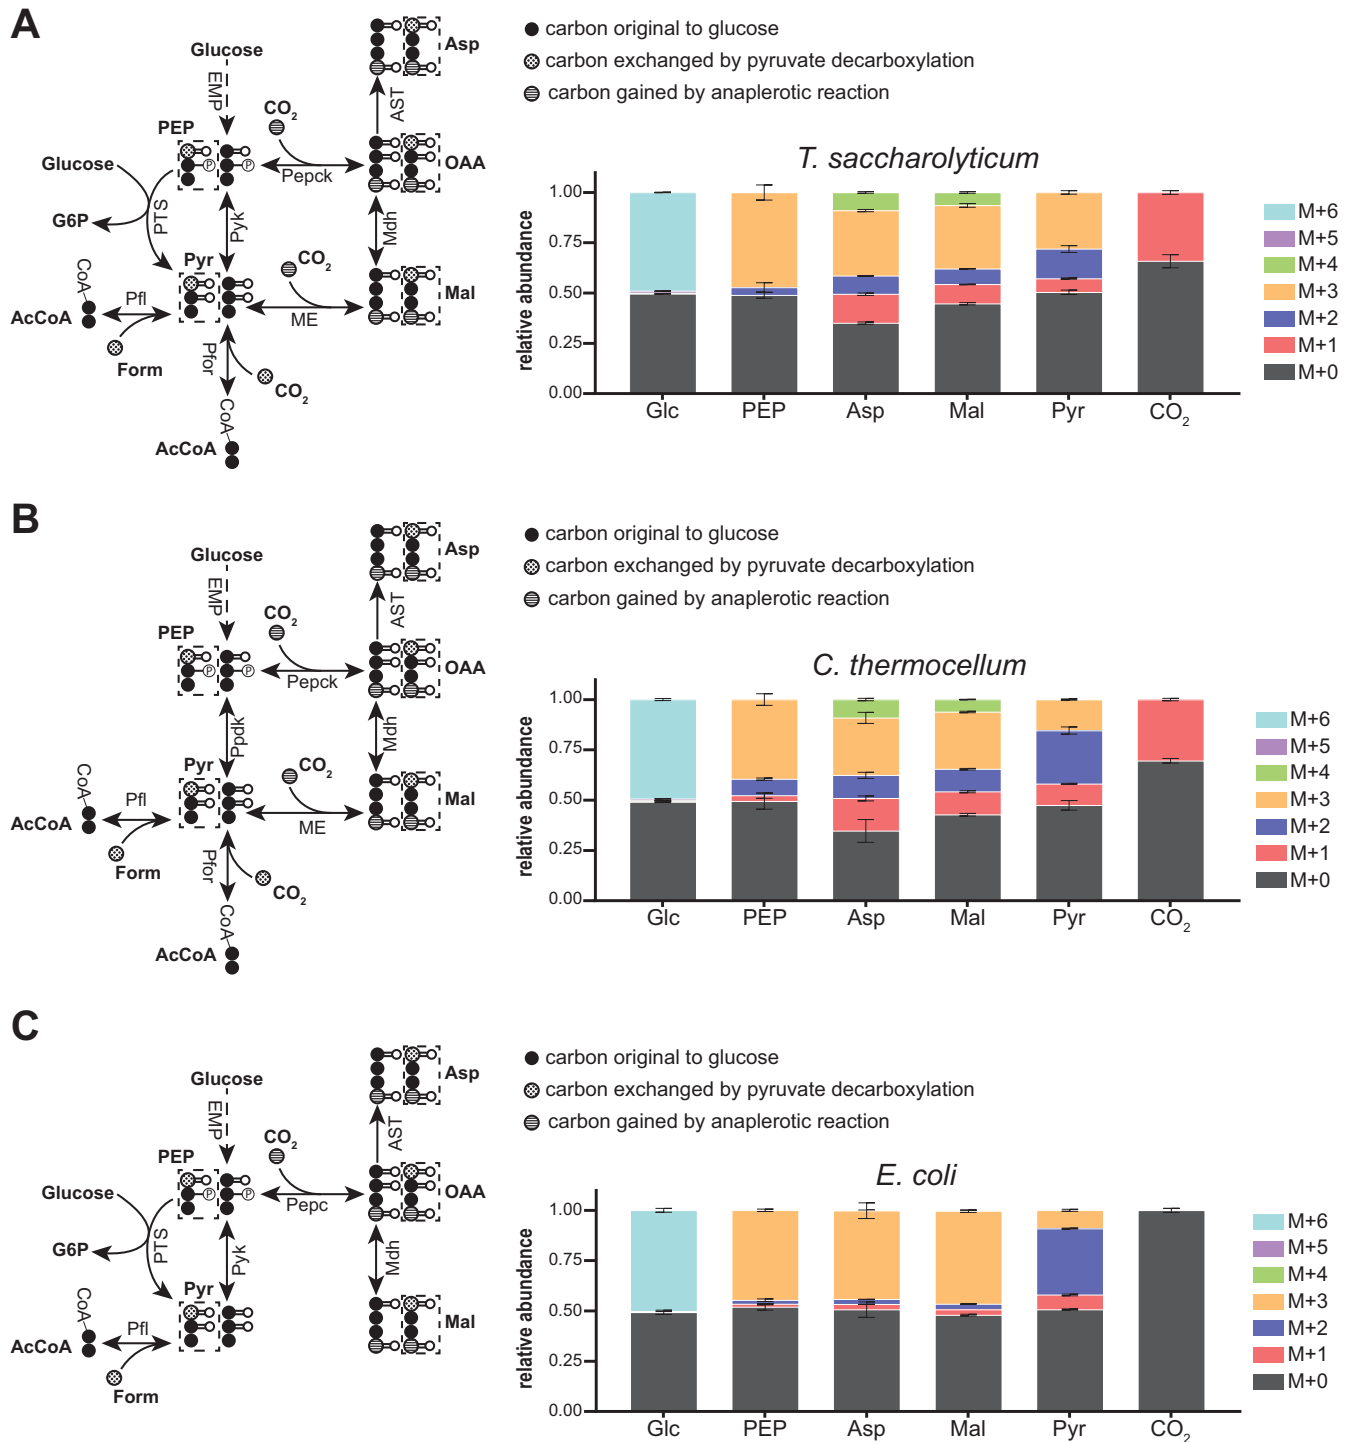 A
Glucose
EMP
PEP
P
P
CO2
Pepck
Asp
AST
OAA
Glucose
G6P
PTS
Pyk
Mdh
Pyr
CoA
Pfl
AcCoA
Form
CO2
ME
Mal
Pfor
CO2
CoA
AcCoA
carbon original to glucose
carbon exchanged by pyruvate decarboxylation
carbon gained by anaplerotic reaction
T. saccharolyticum
relative abundance
1.00
0.75
0.50
0.25
0.00
Glc PEP Asp Mal Pyr CO2
M+6
M+5
M+4
M+3
M+2
M+1
M+0
B
Glucose
EMP
PEP
P
P
CO2
Pepck
Asp
AST
OAA
Ppdk
Mdh
Pyr
CoA
Pfl
AcCoA
Form
CO2
ME
Mal
Pfor
CO2
CoA
AcCoA
carbon original to glucose
carbon exchanged by pyruvate decarboxylation
carbon gained by anaplerotic reaction
C. thermocellum
relative abundance
1.00
0.75
0.50
0.25
0.00
Glc PEP Asp Mal Pyr CO2
M+6
M+5
M+4
M+3
M+2
M+1
M+0
C
Glucose
EMP
PEP
P
P
CO2
Pepc
Asp
AST
OAA
Glucose
G6P
PTS
Pyk
Mdh
Pyr
CoA
Pfl
AcCoA
Form
Mal
carbon original to glucose
carbon exchanged by pyruvate decarboxylation
carbon gained by anaplerotic reaction
E. coli
relative abundance
1.00
0.75
0.50
0.25
0.00
Glc PEP Asp Mal Pyr CO2
M+6
M+5
M+4
M+3
M+2
M+1
M+0